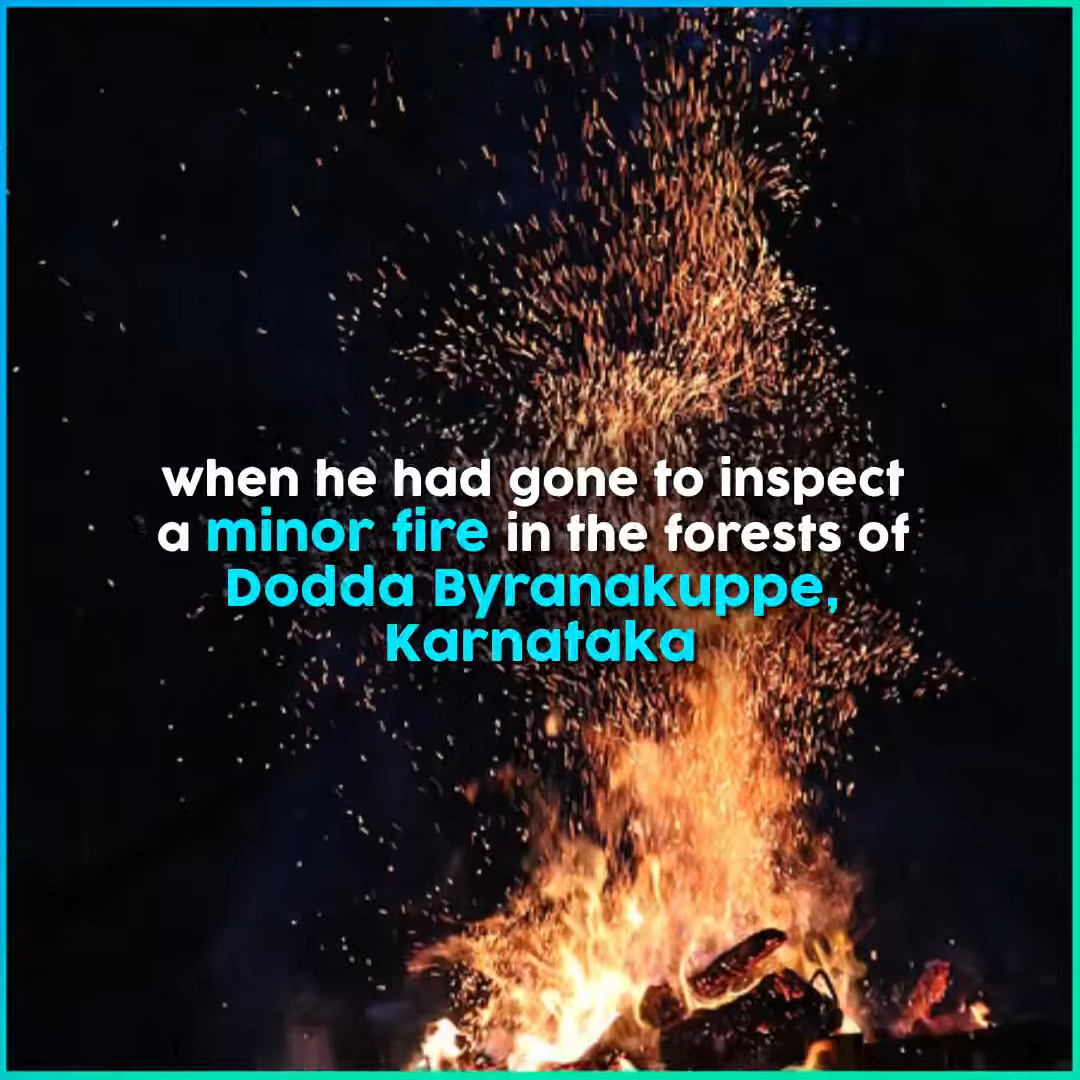 when he had gone to inspect
a minor fire in the forests of
Dodda Byranakuppe,
Karnataka